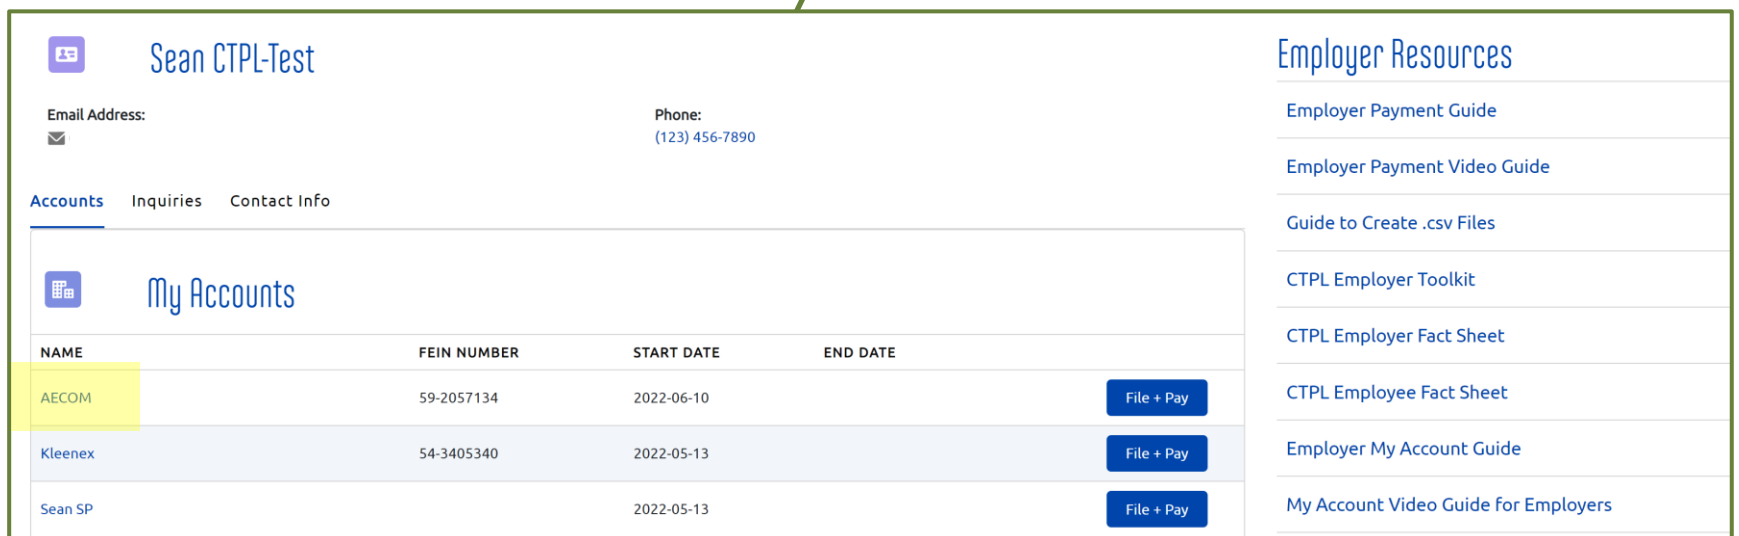 Sean CTPL-Test
Email Address:
Phone:
(123) 456-7890
Accounts Inquiries Contact Info
My Accounts
NAME FEIN NUMBER START DATE END DATE
AECOM 59-2057134 2022-06-10 File + Pay
Kleenex 54-3405340 2022-05-13 File + Pay
Sean SP 2022-05-13 File + Pay
Employer Resources
Employer Payment Guide
Employer Payment Video Guide
Guide to Create .csv Files
CTPL Employer Toolkit
CTPL Employer Fact Sheet
CTPL Employee Fact Sheet
Employer My Account Guide
My Account Video Guide for Employers